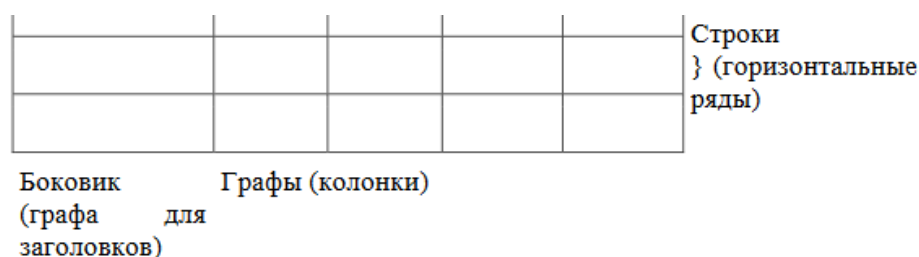 Строки
} (горизонтальные
ряды)
Боковик
(графа для
заголовков)
Графы (колонки)